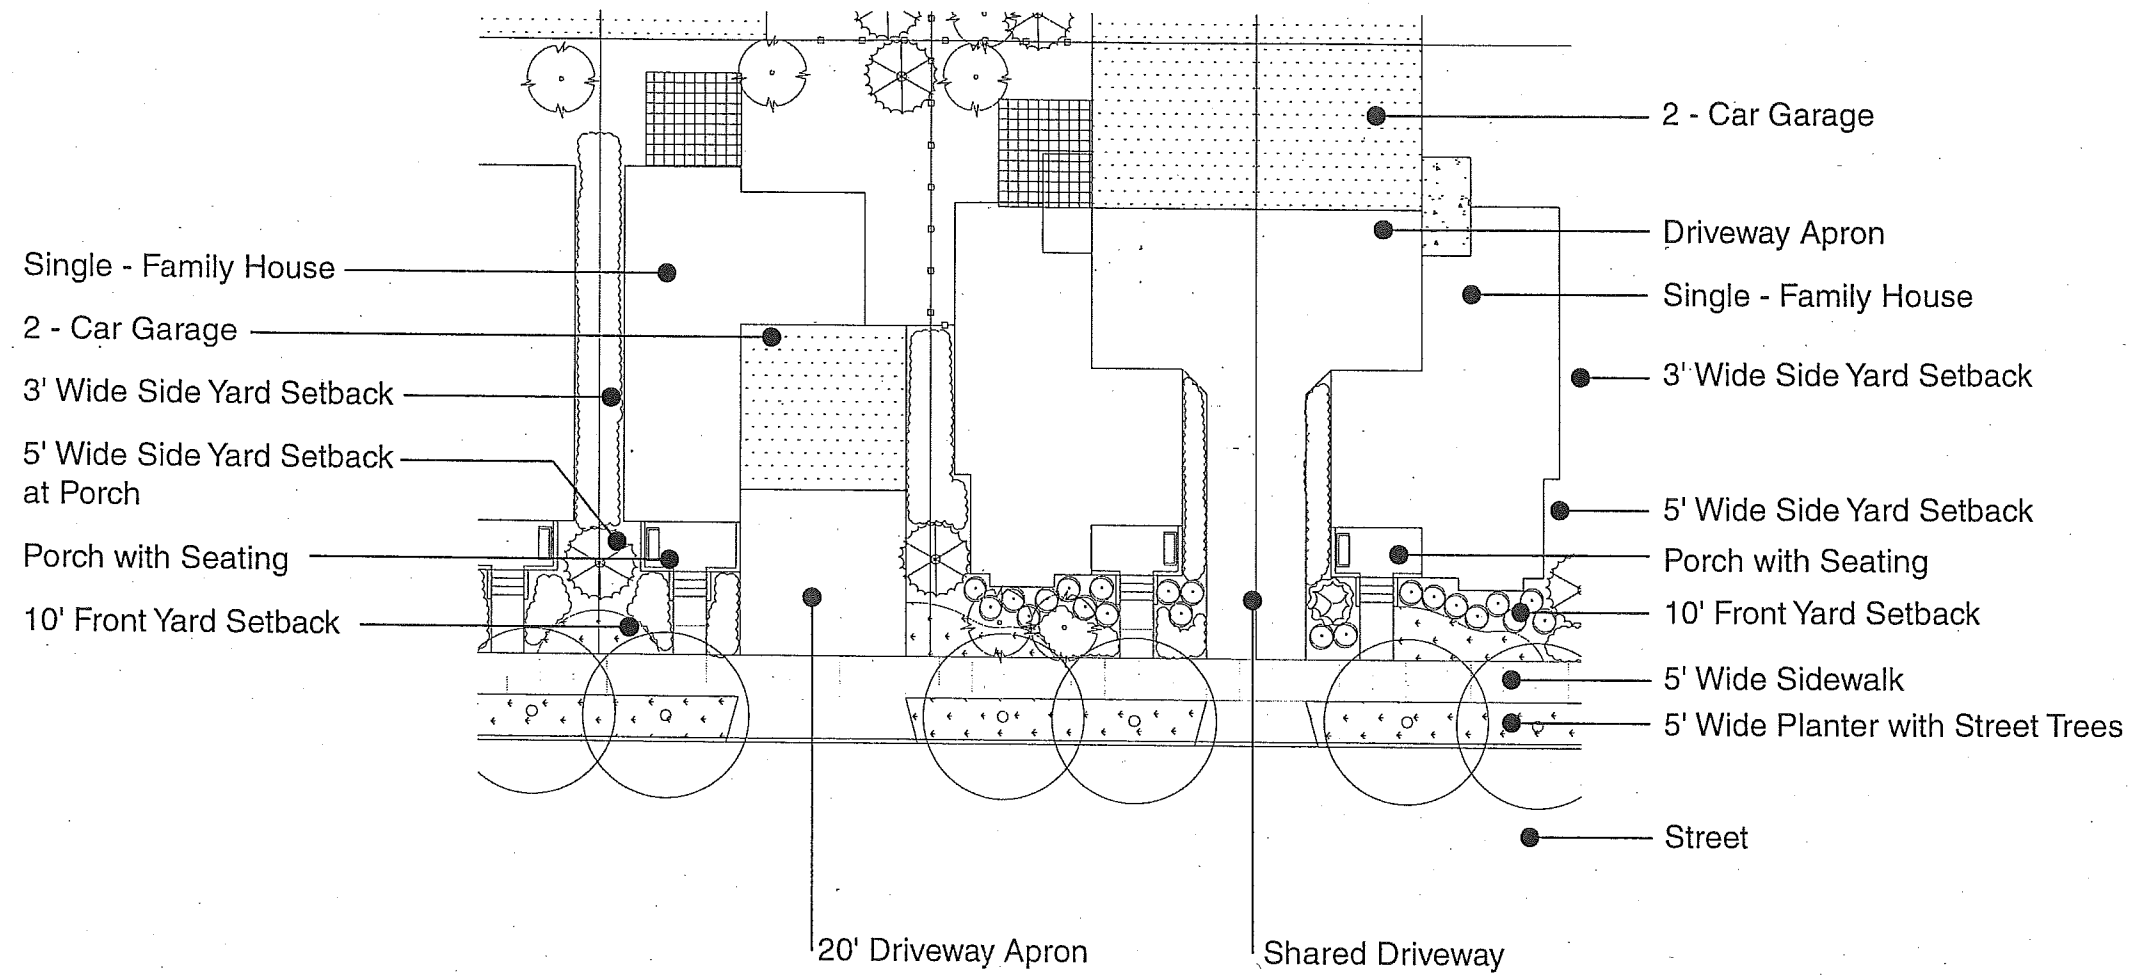 Single - Family House
2 - Car Garage
3' Wide Side Yard Setback
5' Wide Side Yard Setback
at Porch
Porch with Seating
10' Front Yard Setback
2 - Car Garage
Driveway Apron
Single - Family House
3' Wide Side Yard Setback
5' Wide Side Yard Setback
Porch with Seating
10' Front Yard Setback
5' Wide Sidewalk
5' Wide Planter with Street Trees
Street
20' Driveway Apron
Shared Driveway